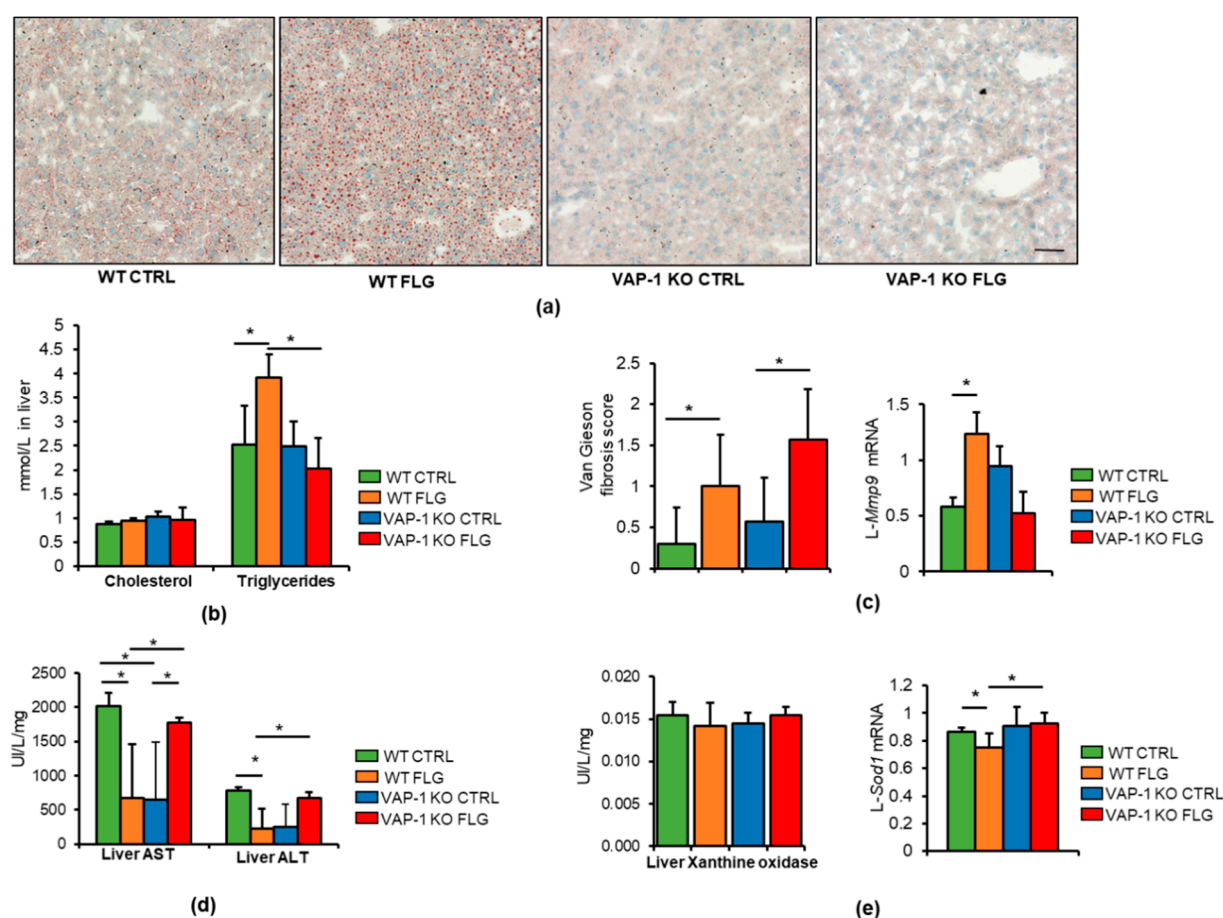 WT CTRL
WT FLG
VAP-1 KO CTRL
VAP-1 KO FLG
(a)
mmol/L in liver
5
4.5
4
3.5
3
2.5
2
1.5
1
0.5
0
*
*
Cholesterol
Triglycerides
WT CTRL
WT FLG
VAP-1 KO CTRL
VAP-1 KO FLG
(b)
Van Gieson
fibrosis score
2.5
2
1.5
1
0.5
0
*
*
L-Mmp9 mRNA
1.5
1
0.5
0
*
WT CTRL
WT FLG
VAP-1 KO CTRL
VAP-1 KO FLG
(c)
UI/L/mg
2500
2000
1500
1000
500
0
*
*
*
*
*
*
Liver AST
Liver ALT
WT CTRL
WT FLG
VAP-1 KO CTRL
VAP-1 KO FLG
(d)
UI/L/mg
0.020
0.015
0.010
0.005
0.000
Liver Xanthine oxidase
L-Sod1 mRNA
1.2
1
0.8
0.6
0.4
0.2
0
*
*
WT CTRL
WT FLG
VAP-1 KO CTRL
VAP-1 KO FLG
(e)